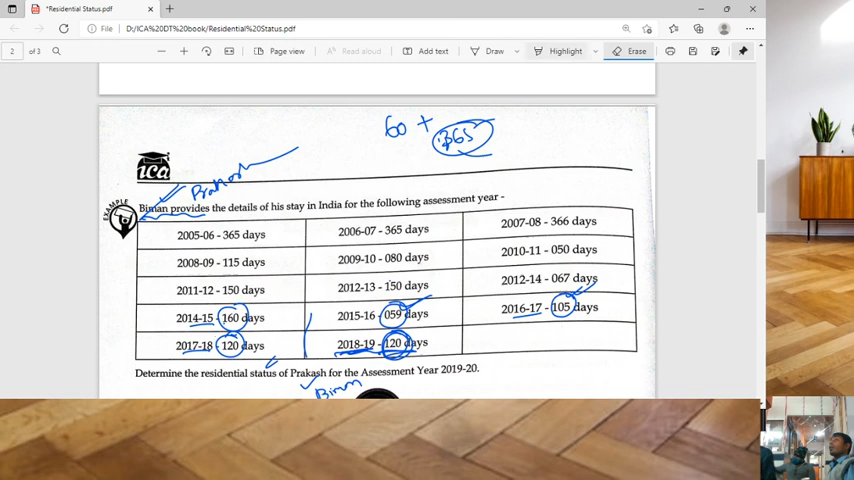 *Residential Status.pdf
File
D:/ICA%20DT%20book/Residential%20Status.pdf
2 of 3
Page view
Read aloud
Add text
Draw
Highlight
Erase
60 + 365
ica
Prakash
EXAMPLE
Biman provides the details of his stay in India for the following assessment year -
2005-06 - 365 days 2006-07 - 365 days 2007-08 - 366 days
2008-09 - 115 days 2009-10 - 080 days 2010-11 - 050 days
2011-12 - 150 days 2012-13 - 150 days 2012-14 - 067 days
2014-15 - 160 days 2015-16 - 059 days 2016-17 - 105 days
2017-18 - 120 days 2018-19 - 120 days
Determine the residential status of Prakash for the Assessment Year 2019-20.
Biman